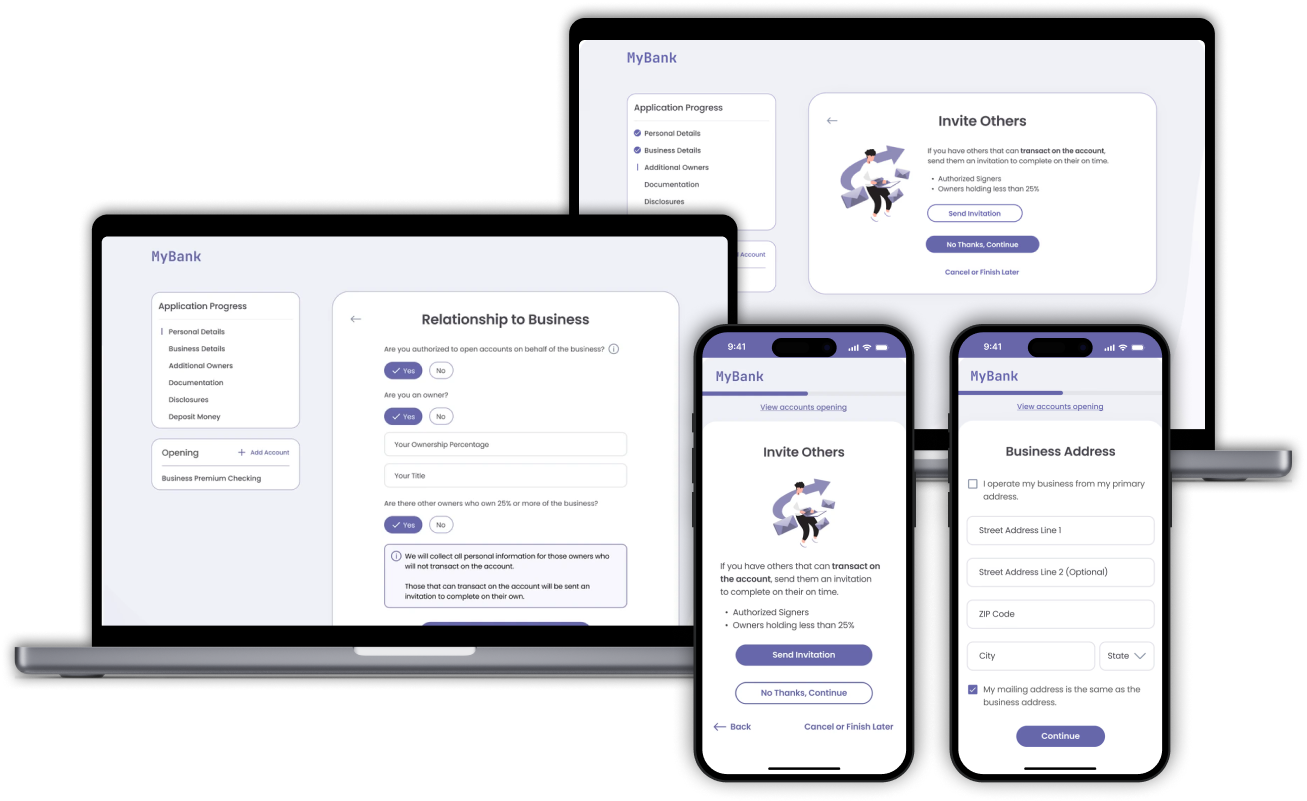 MyBank
Application Progress
Personal Details
Business Details
Additional Owners
Documentation
Disclosures
Account
Invite Others
If you have others that can transact on the account,
send them an invitation to complete on their on time.
• Authorized Signers
• Owners holding less than 25%
Send Invitation
No Thanks, Continue
Cancel or Finish Later
MyBank
Application Progress
Personal Details
Business Details
Additional Owners
Documentation
Disclosures
Deposit Money
Opening
+ Add Account
Business Premium Checking
Relationship to Business
Are you authorized to open accounts on behalf of the business?
Yes No
Are you an owner?
Yes No
Your Ownership Percentage
Your Title
Are there other owners who own 25% or more of the business?
Yes No
We will collect all personal information for those owners who
will not transact on the account.
Those that can transact on the account will be sent an
invitation to complete on their own.
9:41
MyBank
View accounts opening
Invite Others
If you have others that can transact on
the account, send them an invitation
to complete on their on time.
• Authorized Signers
• Owners holding less than 25%
Send Invitation
No Thanks, Continue
Back
Cancel or Finish Later
9:41
MyBank
View accounts opening
Business Address
I operate my business from my primary
address.
Street Address Line 1
Street Address Line 2 (Optional)
ZIP Code
City
State
My mailing address is the same as the
business address.
Continue